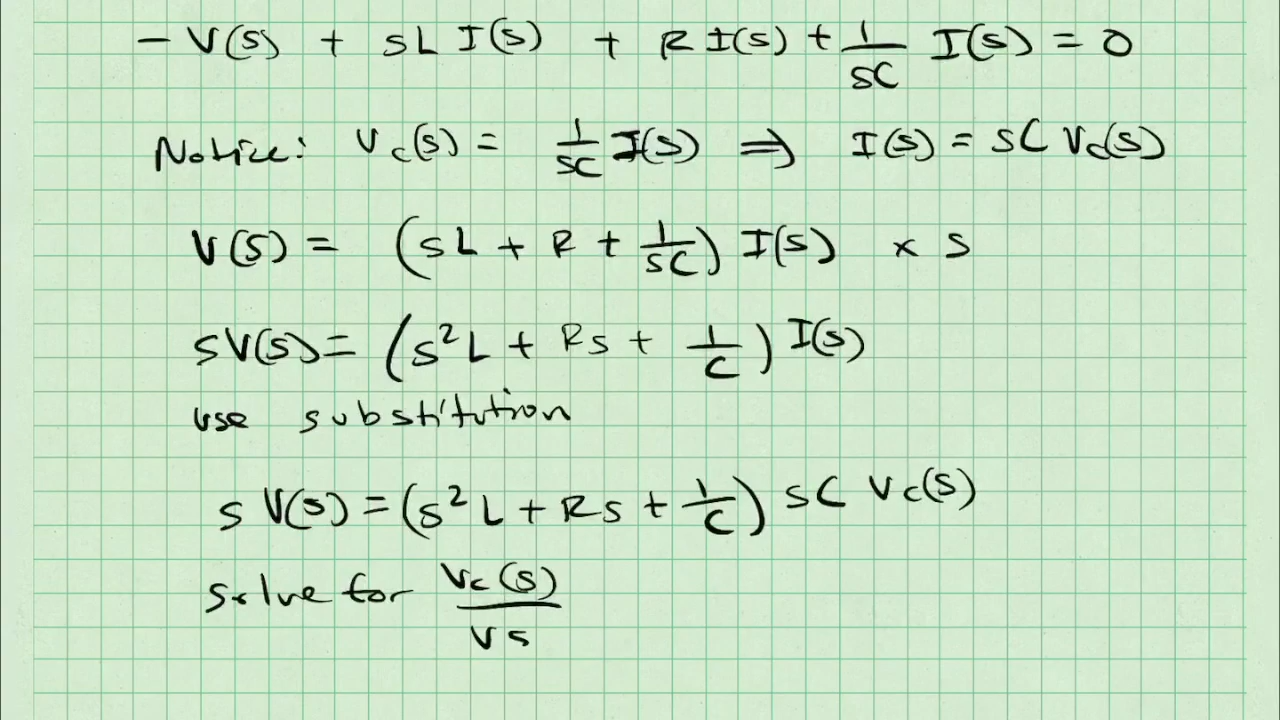 - V(s) + sL I(s) + R I(s) + 1/sC I(s) = 0
Notice: Vc(s) = 1/sC I(s) ⇒ I(s) = sC Vc(s)
V(s) = (sL + R + 1/sC) I(s) × s
sV(s) = (s²L + Rs + 1/C) I(s)
use substitution
s V(s) = (s²L + Rs + 1/C) sC Vc(s)
solve for Vc(s)/Vs